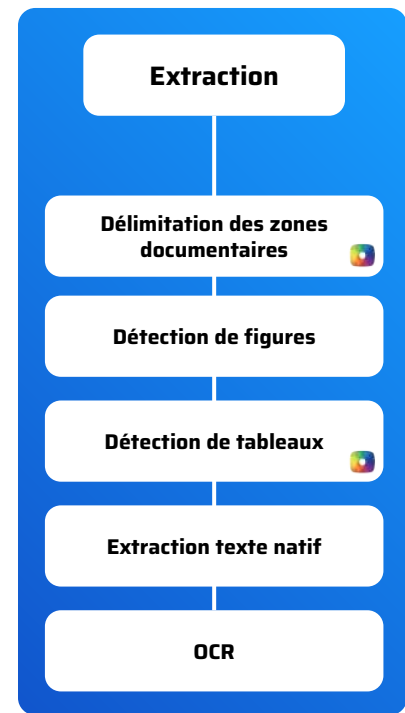 Extraction
Délimitation des zones
documentaires
Détection de figures
Détection de tableaux
Extraction texte natif
OCR